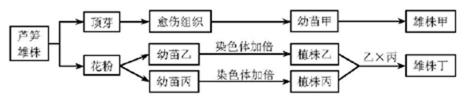 芦笋雄株
顶芽 愈伤组织 幼苗甲 雄株甲
花粉 幼苗乙 染色体加倍 植株乙 乙×丙 雄株丁
幼苗丙 染色体加倍 植株丙